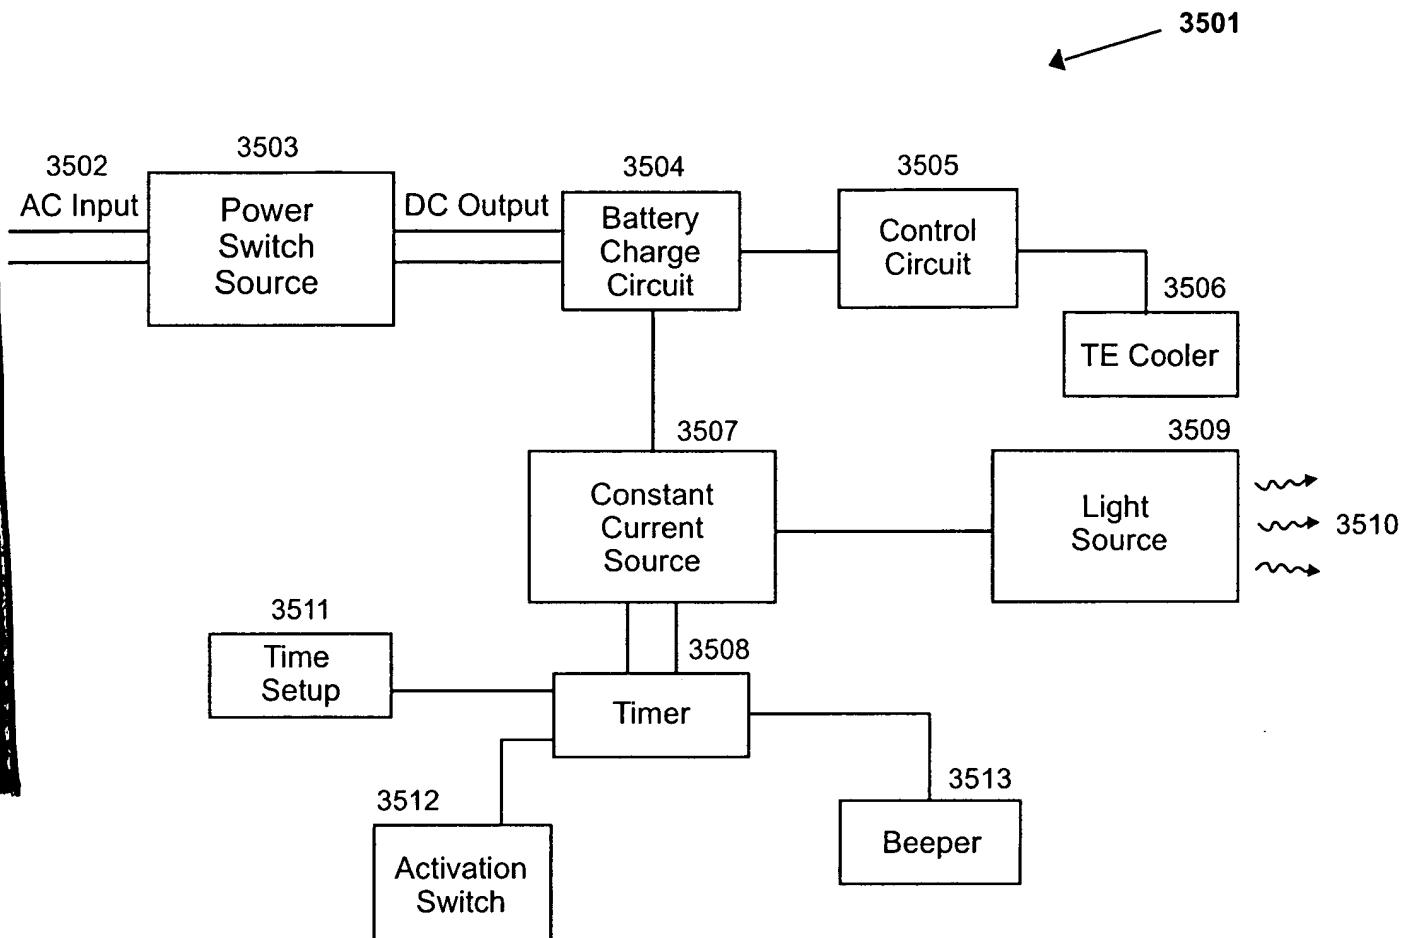 3501
3502
AC Input
3503
Power
Switch
Source
DC Output
3504
Battery
Charge
Circuit
3505
Control
Circuit
3506
TE Cooler
3507
Constant
Current
Source
3509
Light
Source
3510
3511
Time
Setup
3508
Timer
3512
Activation
Switch
3513
Beeper